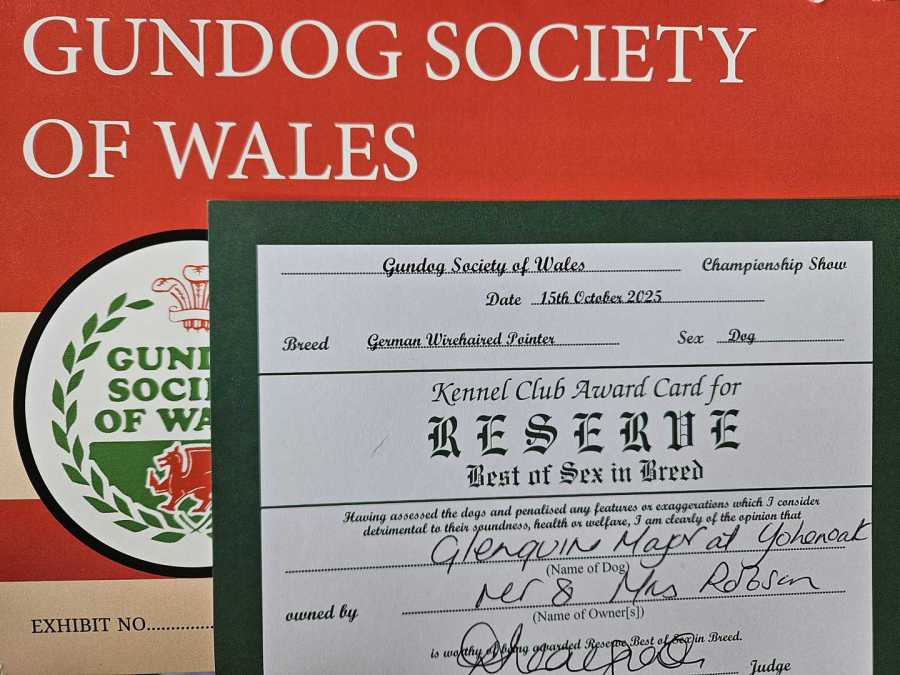 GUNDOG SOCIETY
OF WALES
GUND
SOCIE
OF WA
EXHIBIT NO..............
Gundog Society of Wales Championship Show
Date 15th October 2025
Breed German Wirehaired Pointer Sex Dog
Kennel Club Award Card for
RESERVE
Best of Sex in Breed
Having assessed the dogs and penalised any features or exaggerations which I consider
detrimental to their soundness, health or welfare, I am clearly of the opinion that
Glenquin Major at Yohenoak
(Name of Dog)
owned by Mr & Mrs Robson
(Name of Owner[s])
is worthy of being awarded Reserve Best of Sex in Breed.
Judge